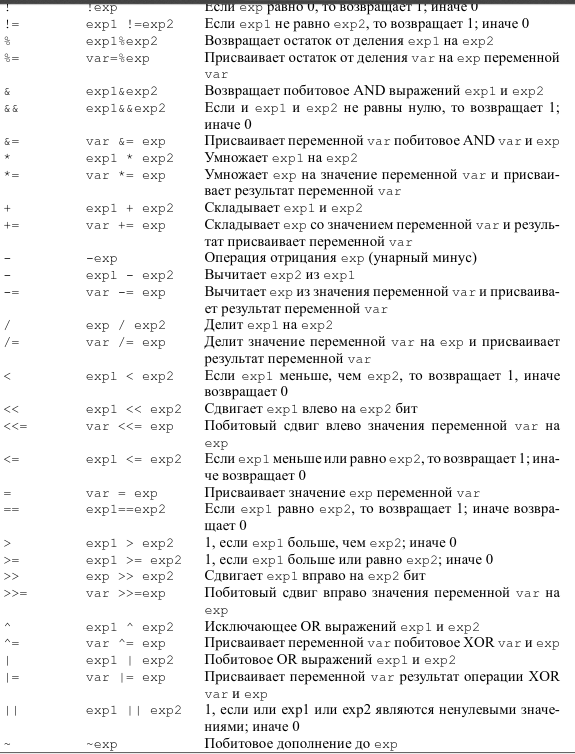 ! !exp Если exp равно 0, то возвращает 1; иначе 0
!= exp1 !=exp2 Если exp1 не равно exp2, то возвращает 1; иначе 0
% exp1%exp2 Возвращает остаток от деления exp1 на exp2
%= var=%exp Присваивает остаток от деления var на exp переменной
var
& exp1&exp2 Возвращает побитовое AND выражений exp1 и exp2
&& exp1&&exp2 Если и exp1 и exp2 не равны нулю, то возвращает 1;
иначе 0
&= var &= exp Присваивает переменной var побитовое AND var и exp
* exp1 * exp2 Умножает exp1 на exp2
*= var *= exp Умножает exp на значение переменной var и присваи-
вает результат переменной var
+ exp1 + exp2 Складывает exp1 и exp2
+= var += exp Складывает exp со значением переменной var и резуль-
тат присваивает переменной var
- -exp Операция отрицания exp (унарный минус)
- exp1 - exp2 Вычитает exp2 из exp1
-= var -= exp Вычитает exp из значения переменной var и присваива-
ет результат переменной var
/ exp / exp2 Делит exp1 на exp2
/= var /= exp Делит значение переменной var на exp и присваивает
результат переменной var
< exp1 < exp2 Если exp1 меньше, чем exp2, то возвращает 1, иначе
возвращает 0
<< exp1 << exp2 Сдвигает exp1 влево на exp2 бит
<<= var <<= exp Побитовый сдвиг влево значения переменной var на
exp
<= exp1 <= exp2 Если exp1 меньше или равно exp2, то возвращает 1; ина-
че возвращает 0
= var = exp Присваивает значение exp переменной var
== exp1==exp2 Если exp1 равно exp2, то возвращает 1; иначе возвра-
щает 0
> exp1 > exp2 1, если exp1 больше, чем exp2; иначе 0
>= exp1 >= exp2 1, если exp1 больше или равно exp2; иначе 0
>> exp >> exp2 Сдвигает exp1 вправо на exp2 бит
>>= var >>=exp Побитовый сдвиг вправо значения переменной var на
exp
^ exp1 ^ exp2 Исключающее OR выражений exp1 и exp2
^= var ^= exp Присваивает переменной var побитовое XOR var и exp
| exp1 | exp2 Побитовое OR выражений exp1 и exp2
|= var |= exp Присваивает переменной var результат операции XOR
var и exp
|| exp1 || exp2 1, если или exp1 или exp2 являются ненулевыми значе-
ниями; иначе 0
~ ~exp Побитовое дополнение до exp